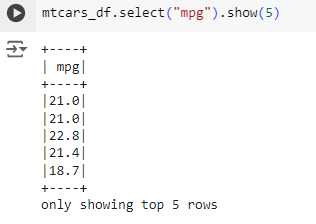 mtcars_df.select("mpg").show(5)
+----+
| mpg|
+----+
|21.0|
|21.0|
|22.8|
|21.4|
|18.7|
+----+
only showing top 5 rows